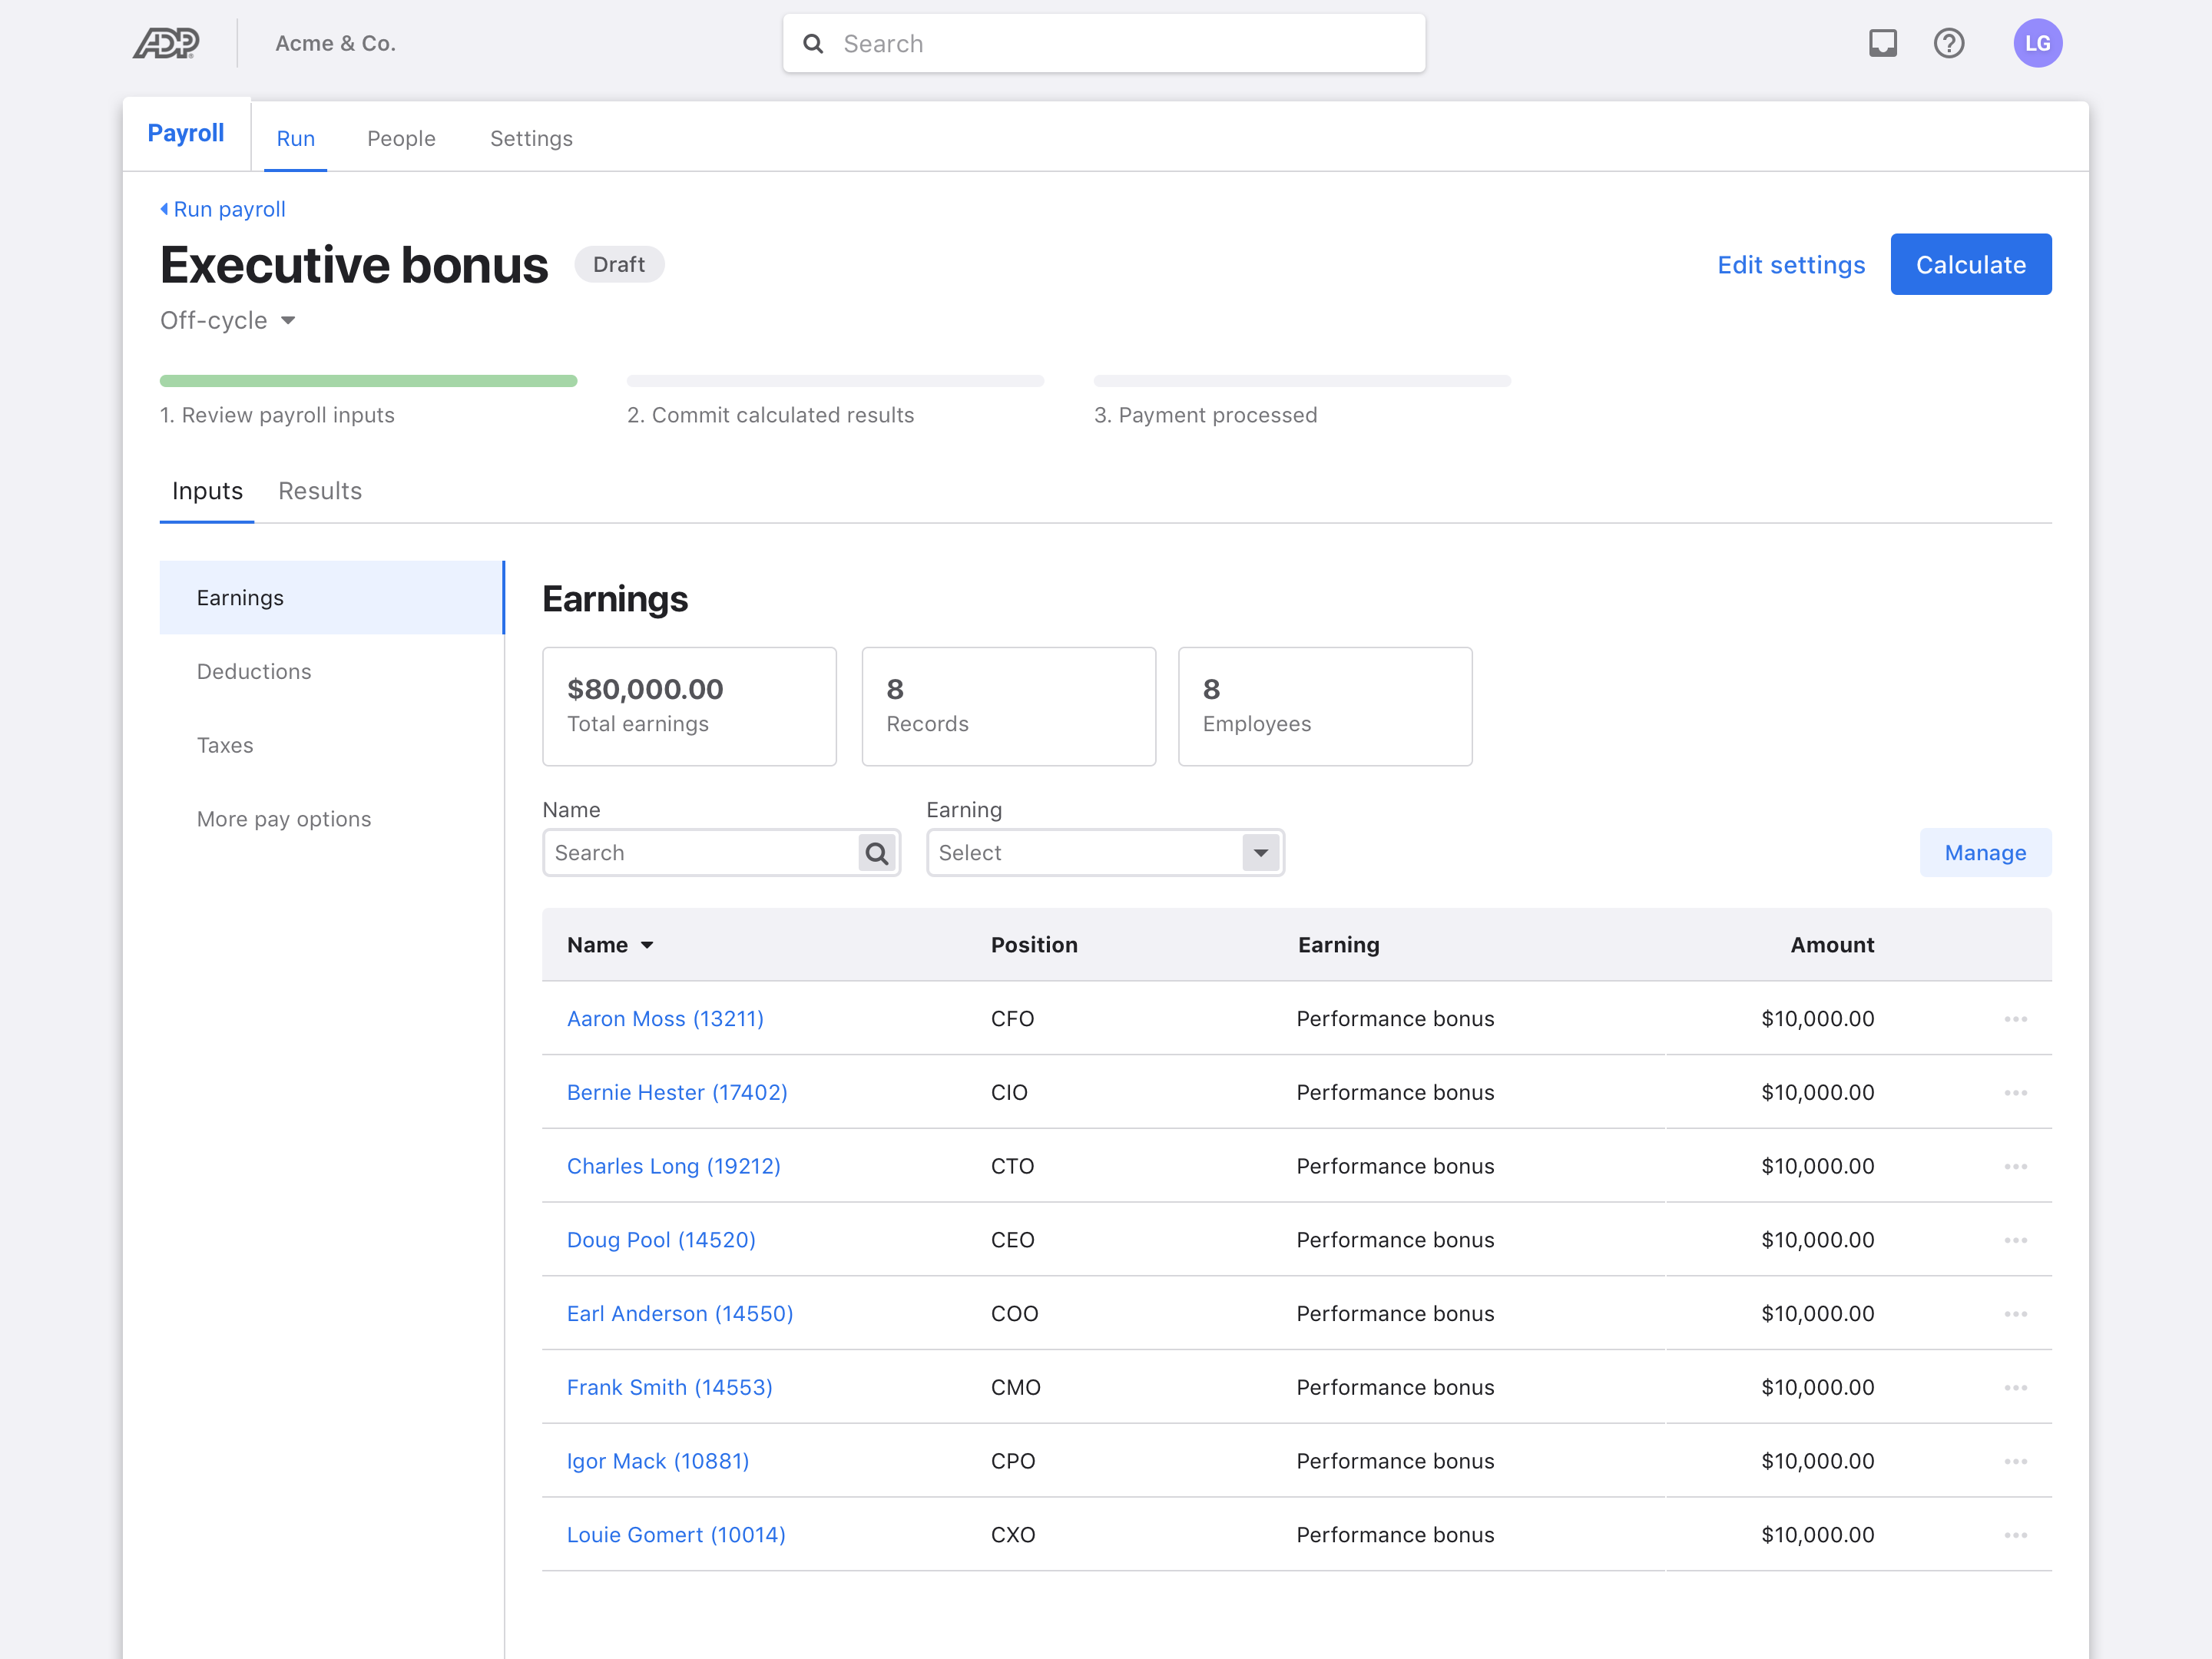 ADP
Acme & Co.
Search
LG
Payroll
Run
People
Settings
Run payroll
Executive bonus
Draft
Edit settings
Calculate
Off-cycle
1. Review payroll inputs
2. Commit calculated results
3. Payment processed
Inputs
Results
Earnings
Deductions
Taxes
More pay options
Earnings
$80,000.00
Total earnings
8
Records
8
Employees
Name
Search
Earning
Select
Manage
Name Position Earning Amount
Aaron Moss (13211) CFO Performance bonus $10,000.00
Bernie Hester (17402) CIO Performance bonus $10,000.00
Charles Long (19212) CTO Performance bonus $10,000.00
Doug Pool (14520) CEO Performance bonus $10,000.00
Earl Anderson (14550) COO Performance bonus $10,000.00
Frank Smith (14553) CMO Performance bonus $10,000.00
Igor Mack (10881) CPO Performance bonus $10,000.00
Louie Gomert (10014) CXO Performance bonus $10,000.00